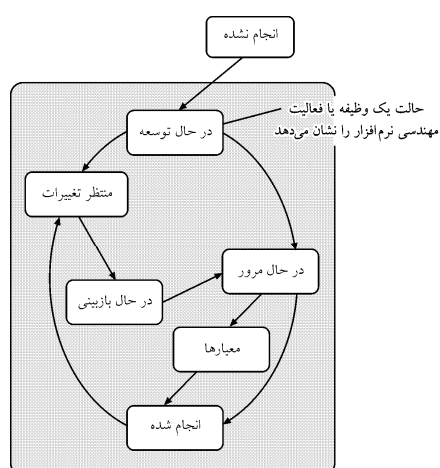 انجام نشده
حالت یک وظیفه یا فعالیت
مهندسی نرم‌افزار را نشان می‌دهد
در حال توسعه
منتظر تغییرات
در حال مرور
در حال بازبینی
معیارها
انجام شده